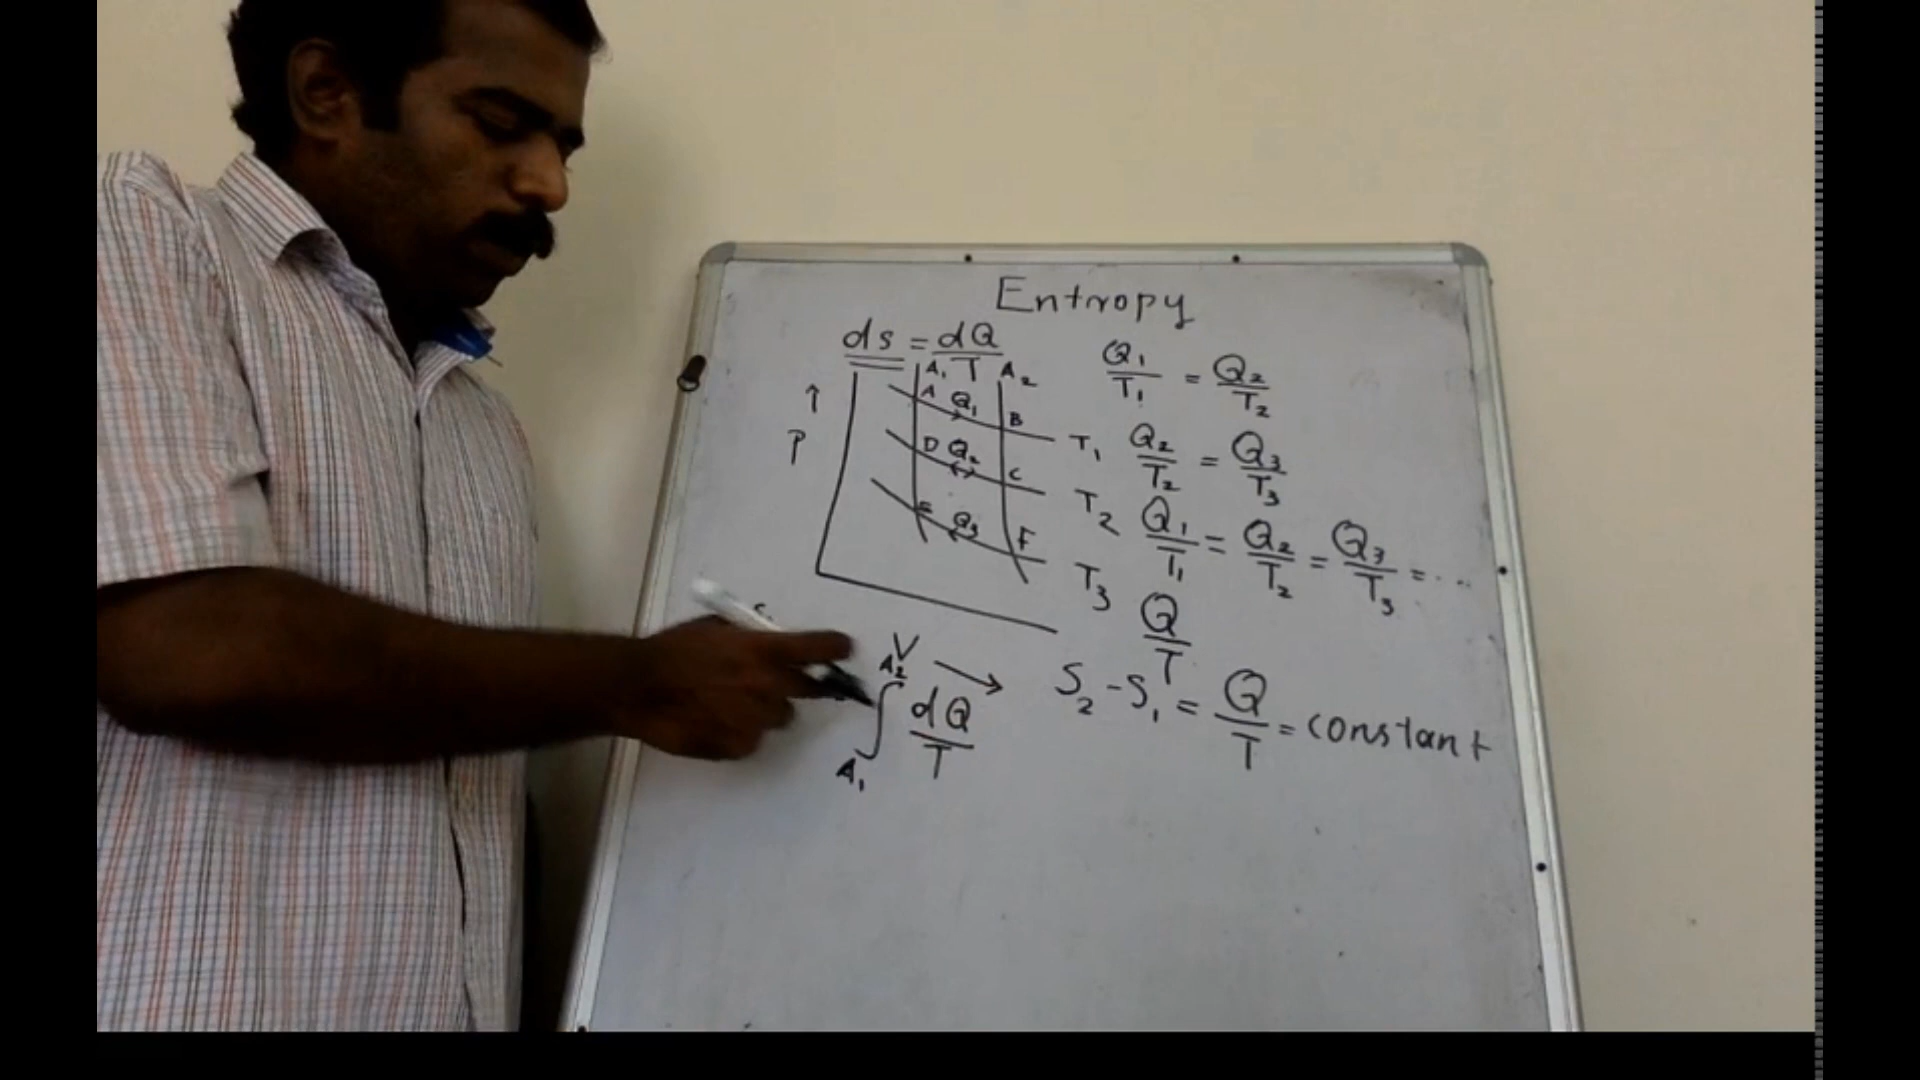 Entropy
ds = dQ/T
Q₁/T₁ = Q₂/T₂
A₁ A₂
A Q₁ B T₁
Q₂/T₂ = Q₃/T₃
P
D Q₂ C T₂
Q₁/T₁ = Q₂/T₂ = Q₃/T₃ = ...
E Q₃ F T₃
Q/T
V →
∫A₁^A₂ dQ/T
S₂ - S₁ = Q/T = constant